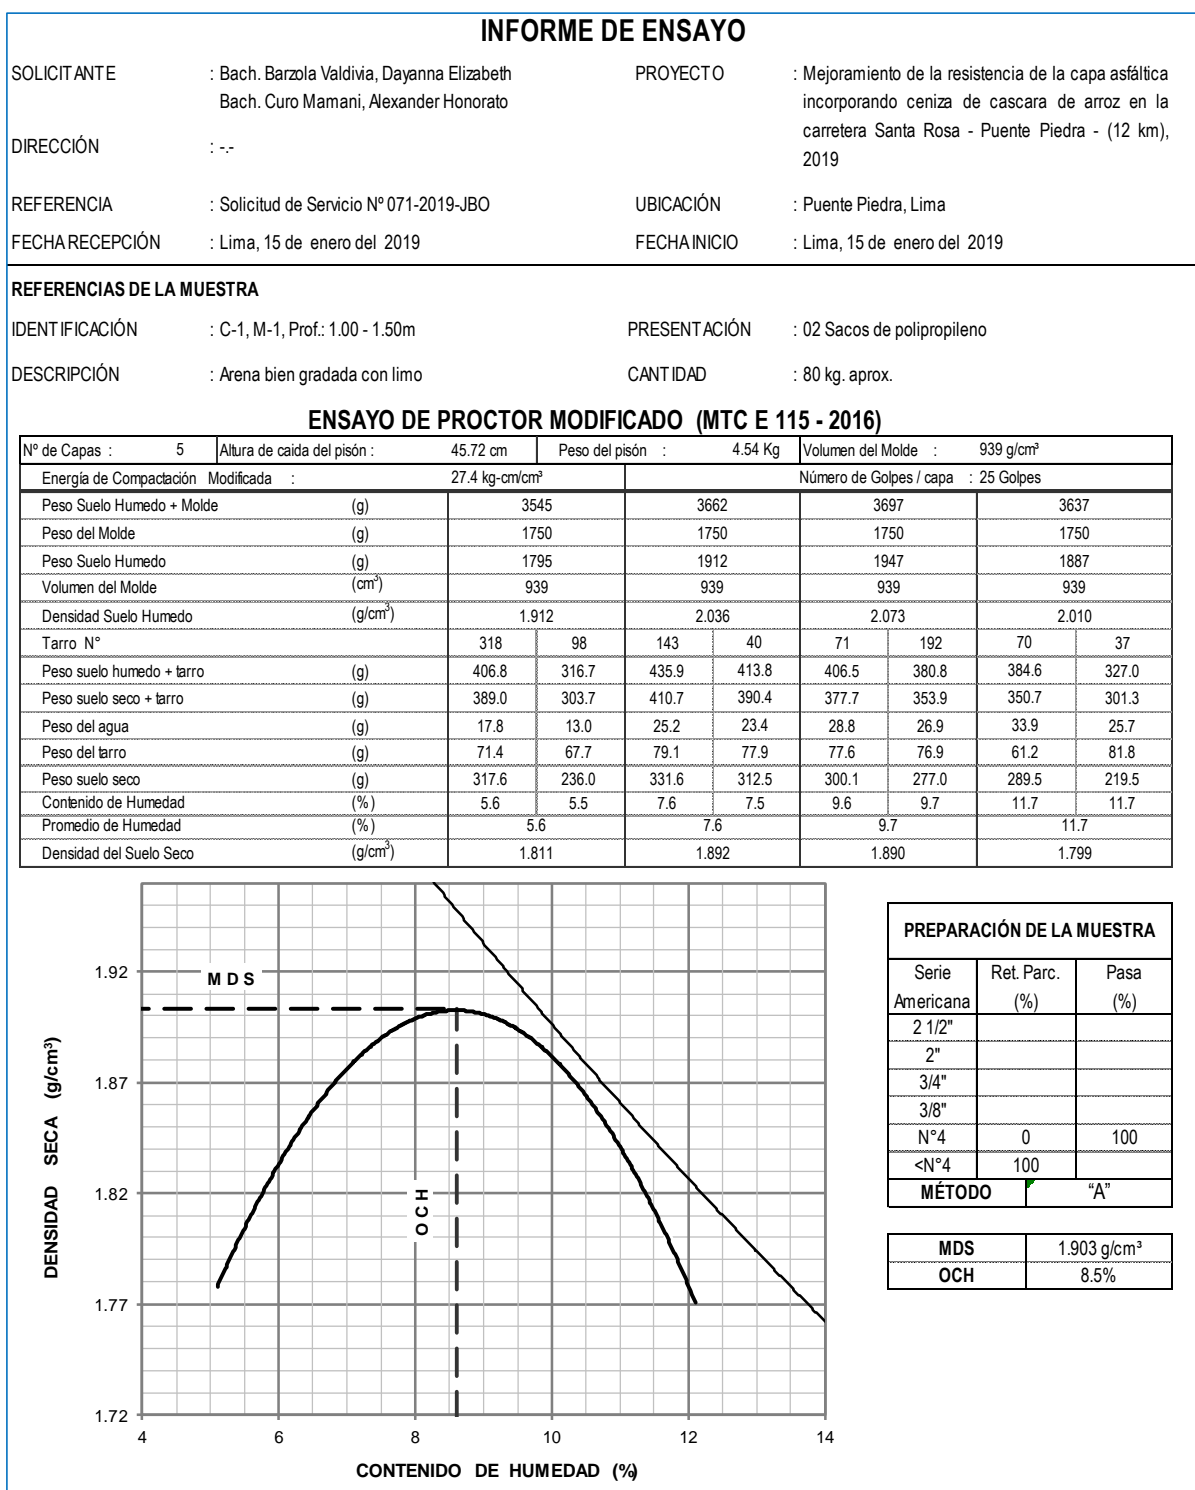 INFORME DE ENSAYO
SOLICITANTE : Bach. Barzola Valdivia, Dayanna Elizabeth
Bach. Curo Mamani, Alexander Honorato
PROYECTO : Mejoramiento de la resistencia de la capa asfáltica
incorporando ceniza de cascara de arroz en la
carretera Santa Rosa - Puente Piedra - (12 km),
2019
DIRECCIÓN : -.-
REFERENCIA : Solicitud de Servicio Nº 071-2019-JBO UBICACIÓN : Puente Piedra, Lima
FECHA RECEPCIÓN : Lima, 15 de enero del 2019 FECHA INICIO : Lima, 15 de enero del 2019
REFERENCIAS DE LA MUESTRA
IDENTIFICACIÓN : C-1, M-1, Prof.: 1.00 - 1.50m PRESENTACIÓN : 02 Sacos de polipropileno
DESCRIPCIÓN : Arena bien gradada con limo CANTIDAD : 80 kg. aprox.
ENSAYO DE PROCTOR MODIFICADO (MTC E 115 - 2016)
Nº de Capas : 5 Altura de caida del pisón : 45.72 cm Peso del pisón : 4.54 Kg Volumen del Molde : 939 g/cm³
Energía de Compactación Modificada : 27.4 kg-cm/cm³ Número de Golpes / capa : 25 Golpes
Peso Suelo Humedo + Molde (g) 3545 3662 3697 3637
Peso del Molde (g) 1750 1750 1750 1750
Peso Suelo Humedo (g) 1795 1912 1947 1887
Volumen del Molde (cm³) 939 939 939 939
Densidad Suelo Humedo (g/cm³) 1.912 2.036 2.073 2.010
Tarro N° 318 98 143 40 71 192 70 37
Peso suelo humedo + tarro (g) 406.8 316.7 435.9 413.8 406.5 380.8 384.6 327.0
Peso suelo seco + tarro (g) 389.0 303.7 410.7 390.4 377.7 353.9 350.7 301.3
Peso del agua (g) 17.8 13.0 25.2 23.4 28.8 26.9 33.9 25.7
Peso del tarro (g) 71.4 67.7 79.1 77.9 77.6 76.9 61.2 81.8
Peso suelo seco (g) 317.6 236.0 331.6 312.5 300.1 277.0 289.5 219.5
Contenido de Humedad (%) 5.6 5.5 7.6 7.5 9.6 9.7 11.7 11.7
Promedio de Humedad (%) 5.6 7.6 9.7 11.7
Densidad del Suelo Seco (g/cm³) 1.811 1.892 1.890 1.799
DENSIDAD SECA (g/cm³)
1.92
1.87
1.82
1.77
1.72
MDS
OCH
4 6 8 10 12 14
CONTENIDO DE HUMEDAD (%)
PREPARACIÓN DE LA MUESTRA
Serie Ret. Parc. Pasa
Americana (%) (%)
2 1/2"
2"
3/4"
3/8"
N°4 0 100
<N°4 100
MÉTODO “A”
MDS 1.903 g/cm³
OCH 8.5%